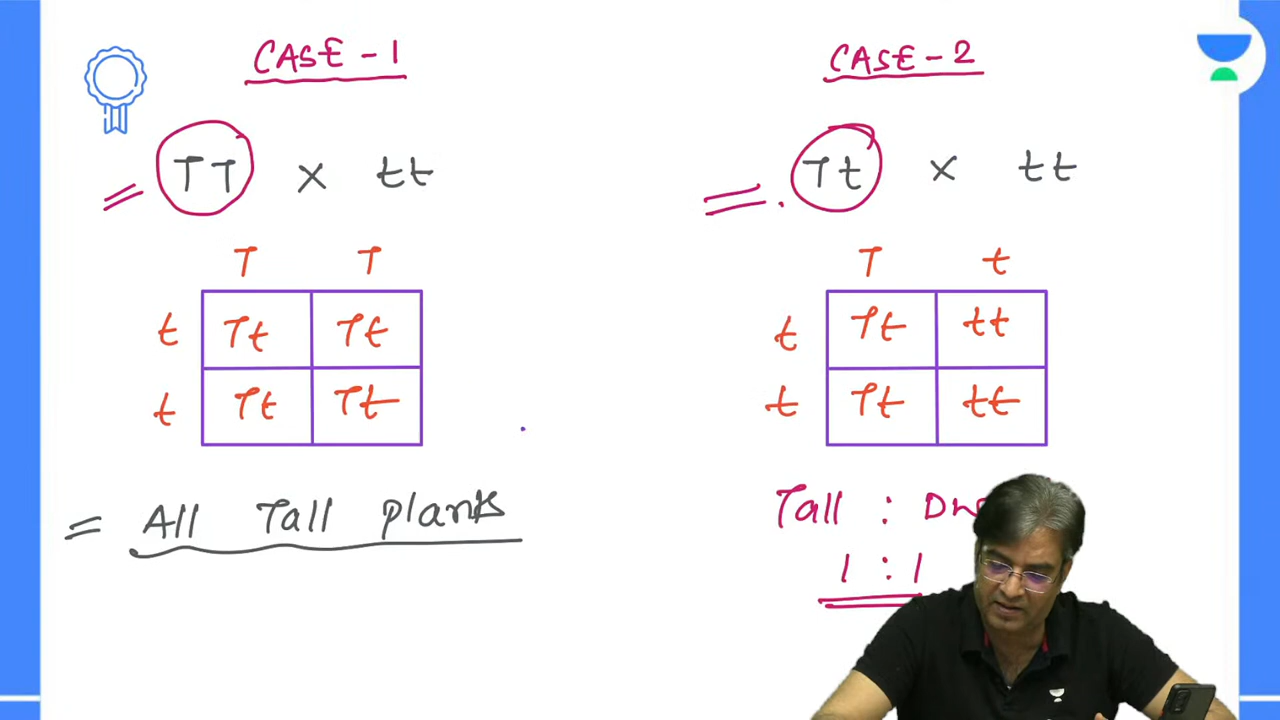 CASE - 1
TT × tt
T T
t Tt Tt
t Tt Tt
= All Tall Plants
CASE - 2
Tt × tt
T t
t Tt tt
t Tt tt
Tall :
1 : 1